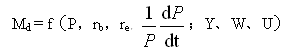 Md = f（P，rb，re，1/P dP/dt；Y、W、U）